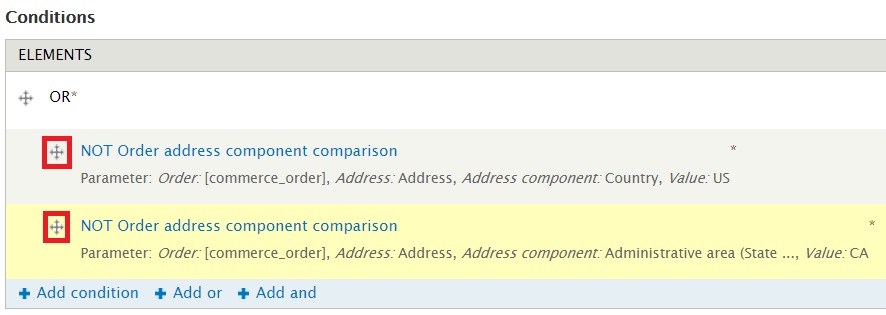 Conditions
ELEMENTS
OR*
NOT Order address component comparison *
Parameter: Order: [commerce_order], Address: Address, Address component: Country, Value: US
NOT Order address component comparison *
Parameter: Order: [commerce_order], Address: Address, Address component: Administrative area (State ..., Value: CA
Add condition Add or Add and